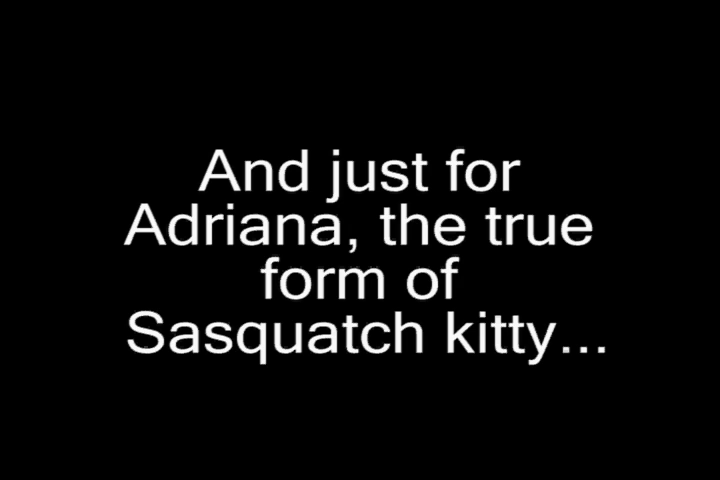 And just for
Adriana, the true
form of
Sasquatch kitty...